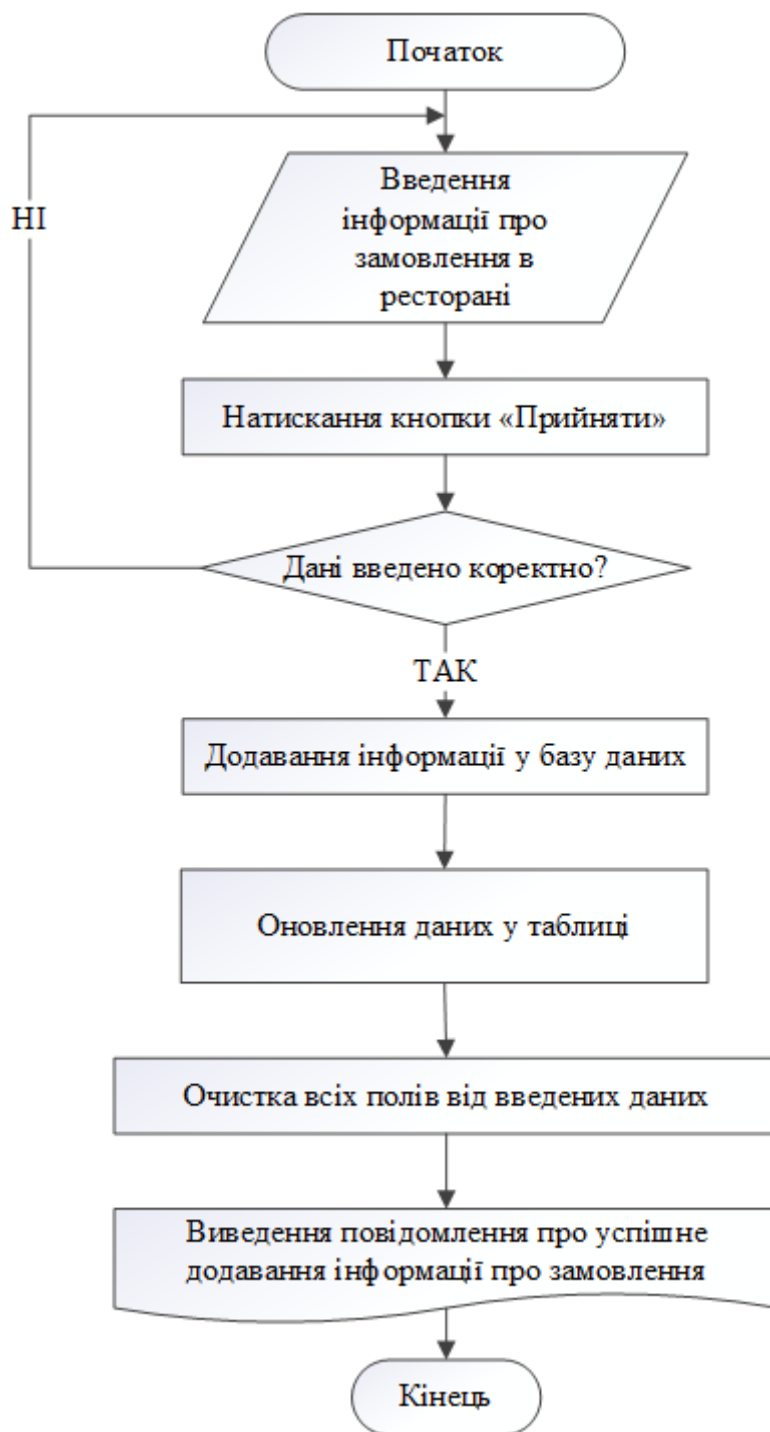 Початок
НІ
Введення
інформації про
замовлення в
ресторані
Натискання кнопки «Прийняти»
Дані введено коректно?
ТАК
Додавання інформації у базу даних
Оновлення даних у таблиці
Очистка всіх полів від введених даних
Виведення повідомлення про успішне
додавання інформації про замовлення
Кінець